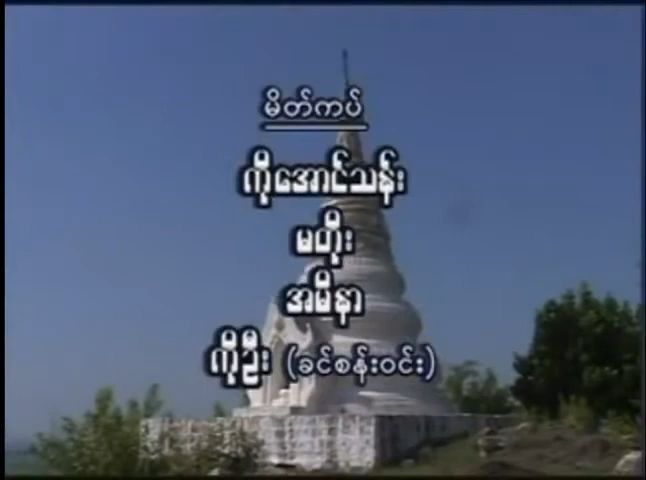 မိတ်ကပ်
ကိုအောင်သန်း
မဟိုး
အမီနာ
ကိုဦး (ခင်စန်းဝင်း)